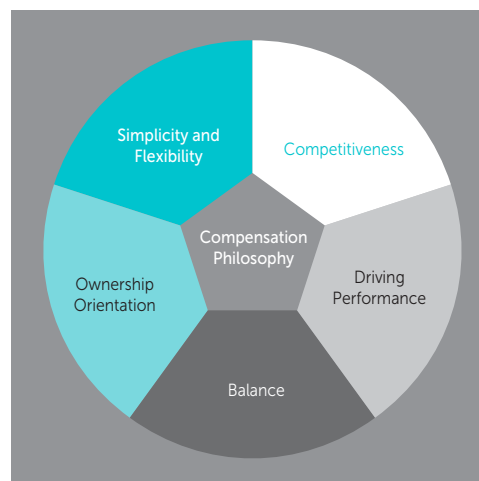 Simplicity and
Flexibility
Competitiveness
Compensation
Philosophy
Ownership
Orientation
Driving
Performance
Balance